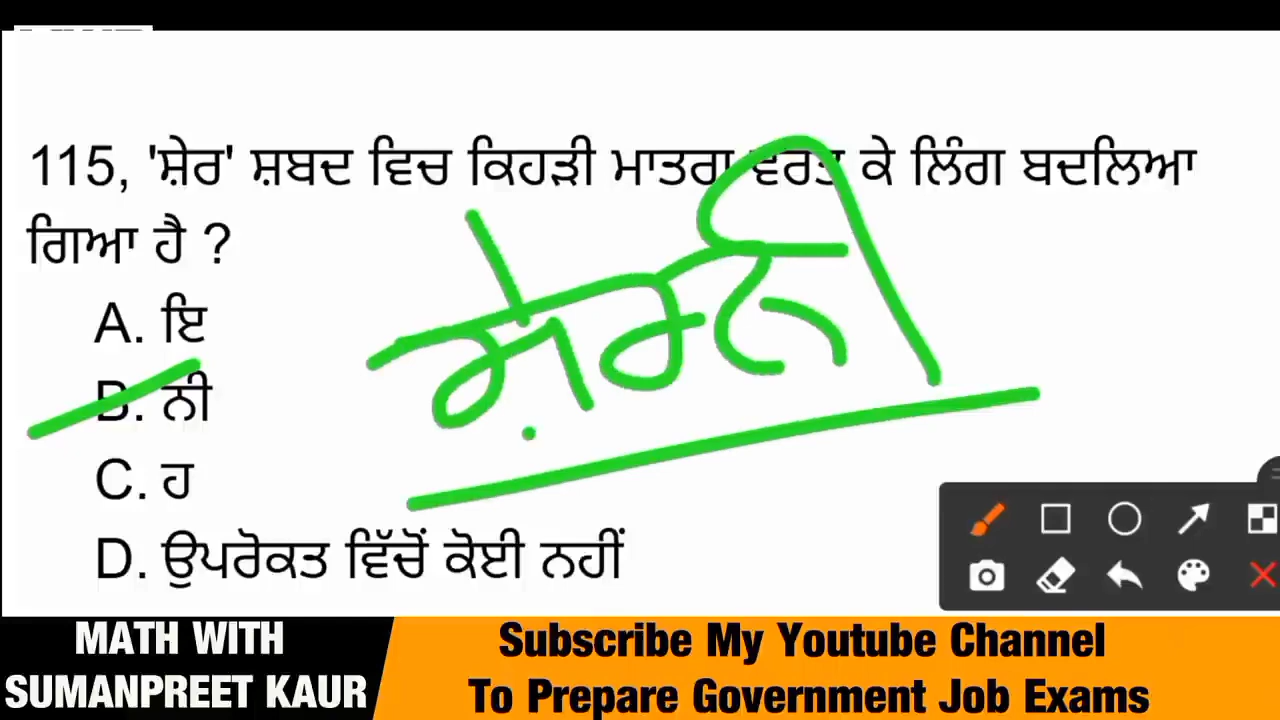 115, 'ਸ਼ੇਰ' ਸ਼ਬਦ ਵਿਚ ਕਿਹੜੀ ਮਾਤਰਾ ਵਰਤ ਕੇ ਲਿੰਗ ਬਦਲਿਆ
ਗਿਆ ਹੈ ?
ਸ਼ੇਰਨੀ
A. ਇ
B. ਨੀ
C. ਹ
D. ਉਪਰੋਕਤ ਵਿੱਚੋਂ ਕੋਈ ਨਹੀਂ
MATH WITH
SUMANPREET KAUR
Subscribe My Youtube Channel
To Prepare Government Job Exams